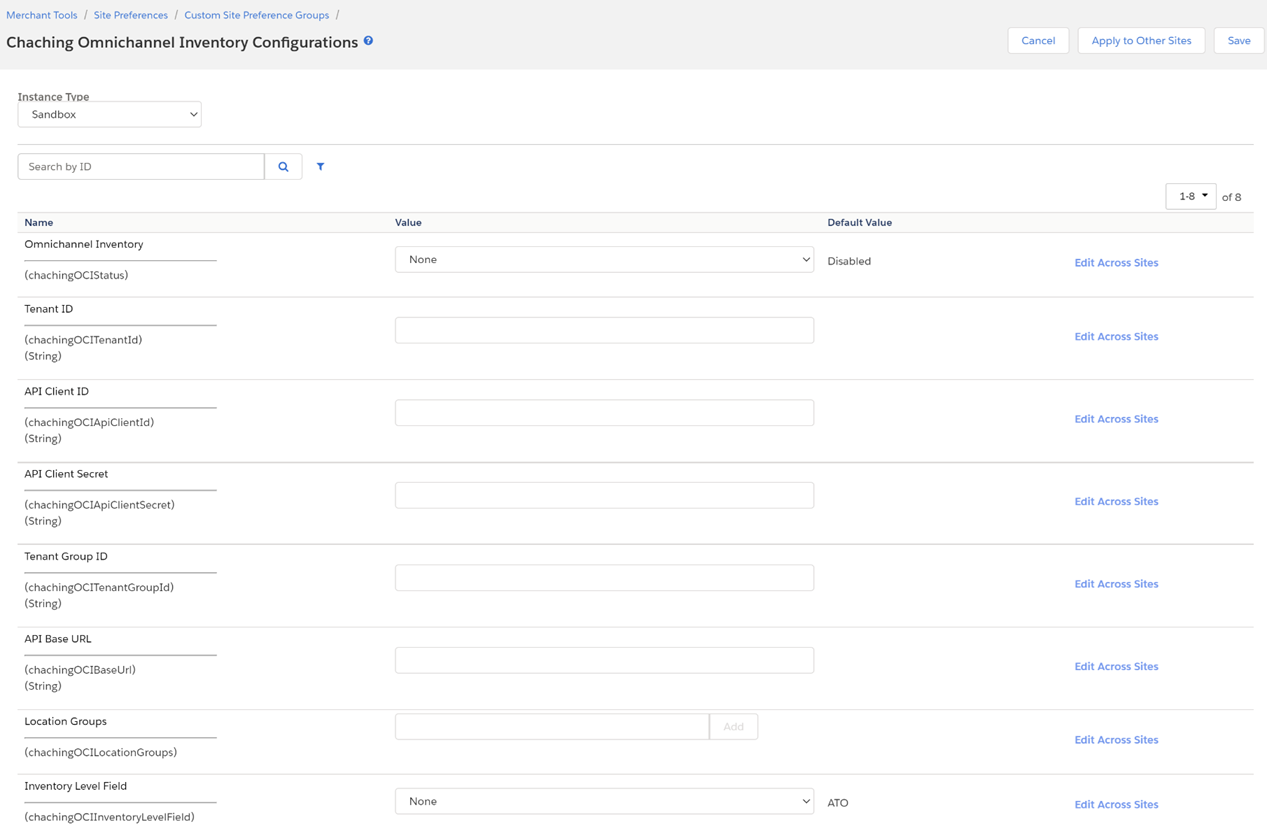 Merchant Tools / Site Preferences / Custom Site Preference Groups /
Chaching Omnichannel Inventory Configurations ?
Cancel
Apply to Other Sites
Save
Instance Type
Sandbox
Search by ID
1-8 of 8
Name Value Default Value
Omnichannel Inventory
(chachingOCIStatus)
None
Disabled
Edit Across Sites
Tenant ID
(chachingOCITenantId)
(String)
Edit Across Sites
API Client ID
(chachingOCIApiClientId)
(String)
Edit Across Sites
API Client Secret
(chachingOCIApiClientSecret)
(String)
Edit Across Sites
Tenant Group ID
(chachingOCITenantGroupId)
(String)
Edit Across Sites
API Base URL
(chachingOCIBaseUrl)
(String)
Edit Across Sites
Location Groups
(chachingOCILocationGroups)
Add
Edit Across Sites
Inventory Level Field
(chachingOCIInventoryLevelField)
None
ATO
Edit Across Sites